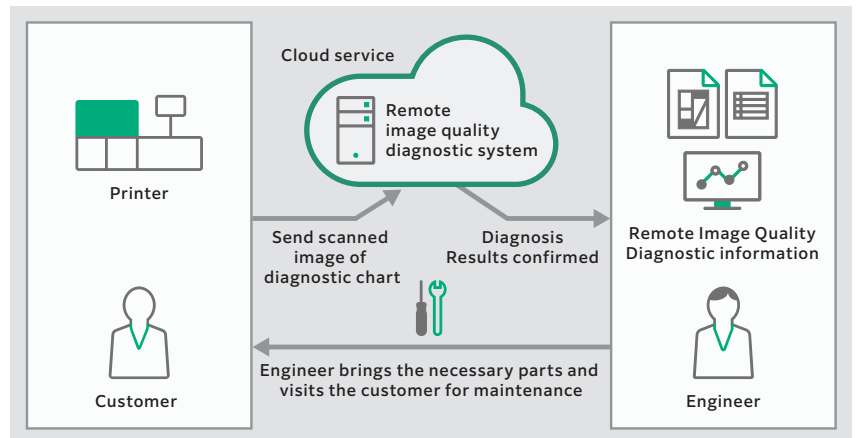 Cloud service
Remote
image quality
diagnostic system
Printer
Send scanned
image of
diagnostic chart
Diagnosis
Results confirmed
Remote Image Quality
Diagnostic information
Engineer brings the necessary parts and
visits the customer for maintenance
Customer
Engineer